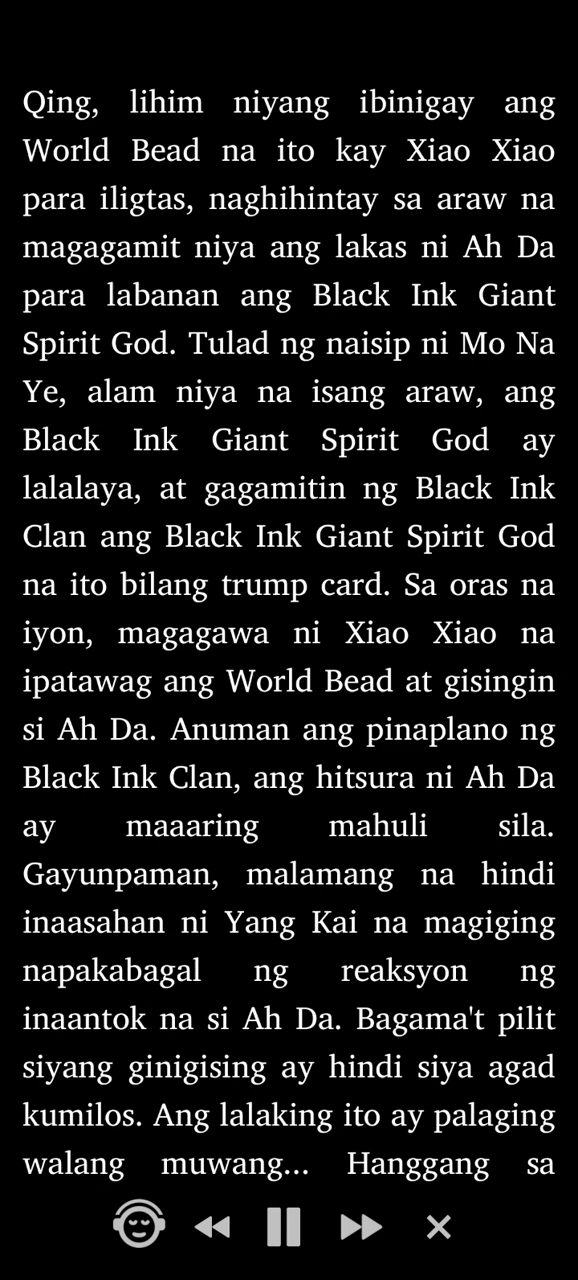 Qing, lihim niyang ibinigay ang
World Bead na ito kay Xiao Xiao
para iligtas, naghihintay sa araw na
magagamit niya ang lakas ni Ah Da
para labanan ang Black Ink Giant
Spirit God. Tulad ng naisip ni Mo Na
Ye, alam niya na isang araw, ang
Black Ink Giant Spirit God ay
lalalaya, at gagamitin ng Black Ink
Clan ang Black Ink Giant Spirit God
na ito bilang trump card. Sa oras na
iyon, magagawa ni Xiao Xiao na
ipatawag ang World Bead at gisingin
si Ah Da. Anuman ang pinaplano ng
Black Ink Clan, ang hitsura ni Ah Da
ay maaaring mahuli sila.
Gayunpaman, malamang na hindi
inaasahan ni Yang Kai na magiging
napakabagal ng reaksyon ng
inaantok na si Ah Da. Bagama't pilit
siyang ginigising ay hindi siya agad
kumilos. Ang lalaking ito ay palaging
walang muwang... Hanggang sa